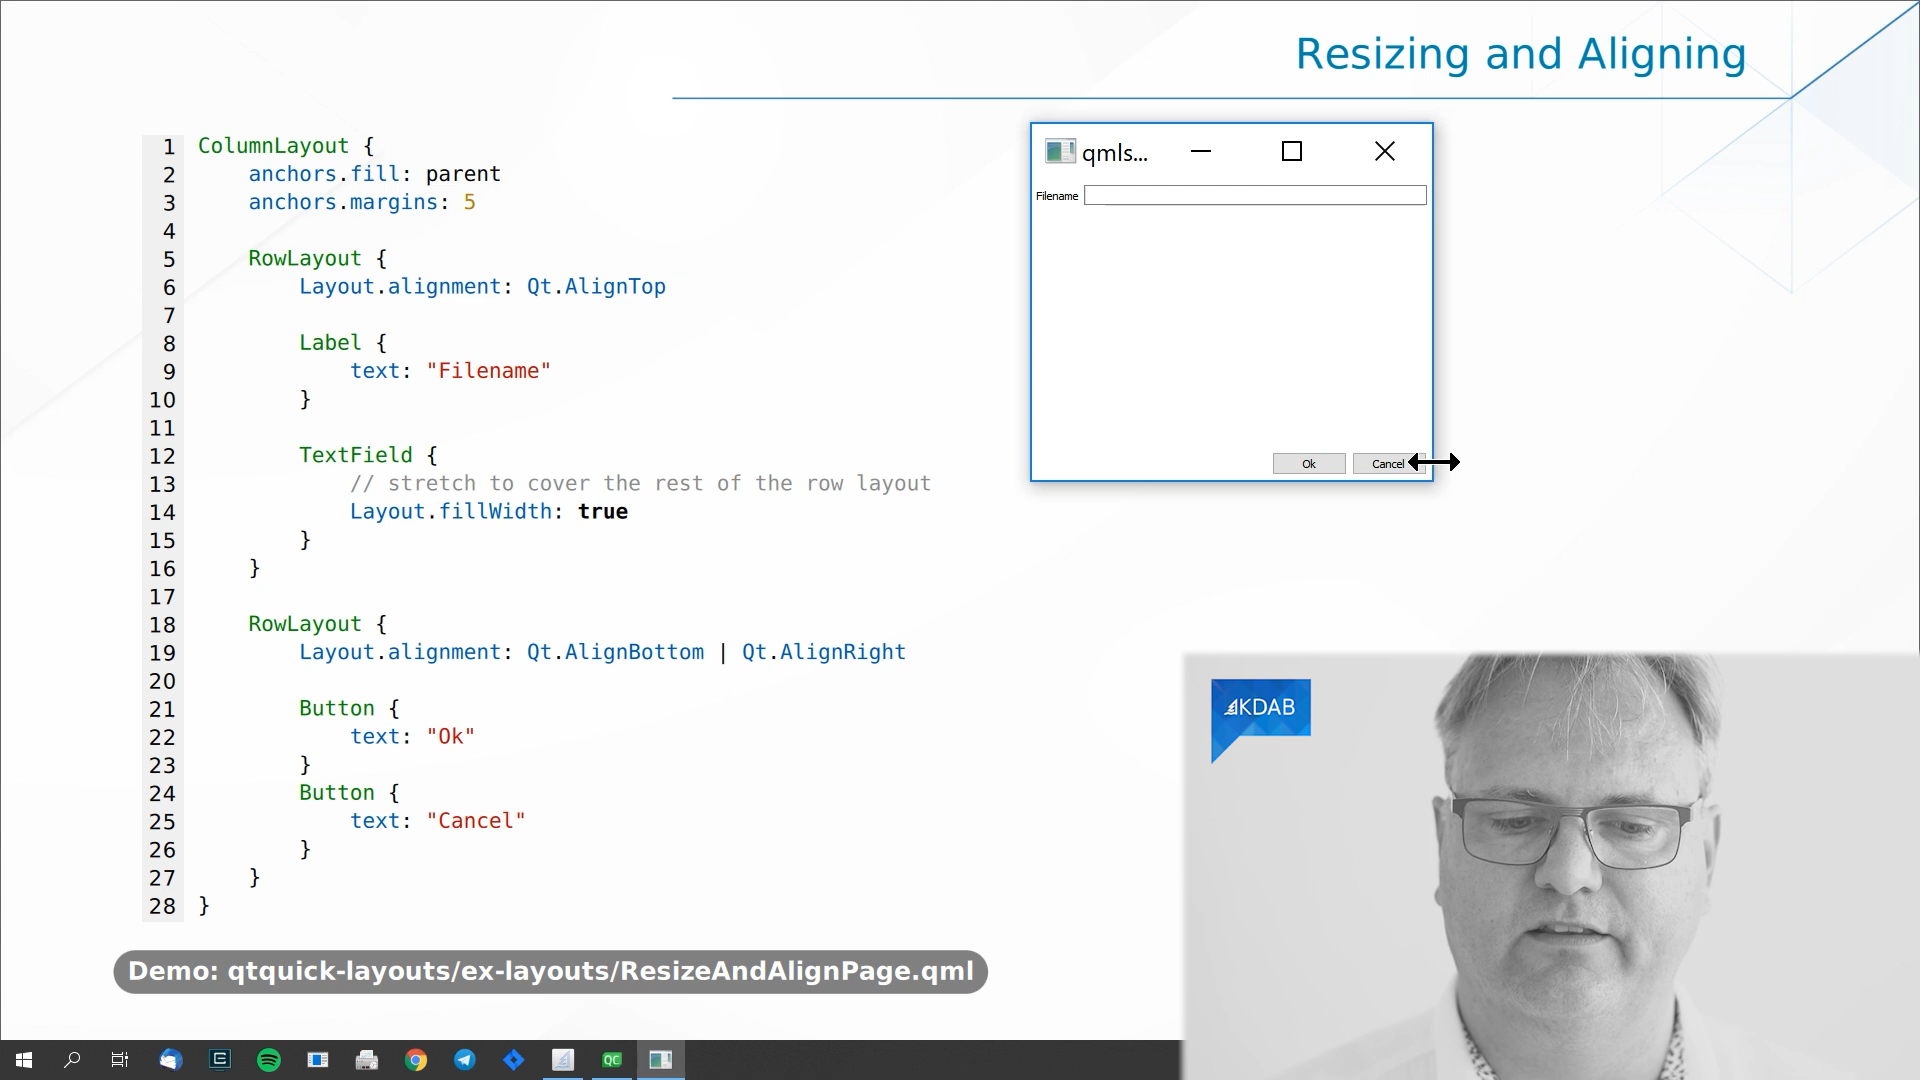 Resizing and Aligning
1 ColumnLayout {
2 anchors.fill: parent
3 anchors.margins: 5
4
5 RowLayout {
6 Layout.alignment: Qt.AlignTop
7
8 Label {
9 text: "Filename"
10 }
11
12 TextField {
13 // stretch to cover the rest of the row layout
14 Layout.fillWidth: true
15 }
16 }
17
18 RowLayout {
19 Layout.alignment: Qt.AlignBottom | Qt.AlignRight
20
21 Button {
22 text: "Ok"
23 }
24 Button {
25 text: "Cancel"
26 }
27 }
28 }
qmls...
Filename
Ok Cancel
KDAB
Demo: qtquick-layouts/ex-layouts/ResizeAndAlignPage.qml
QC